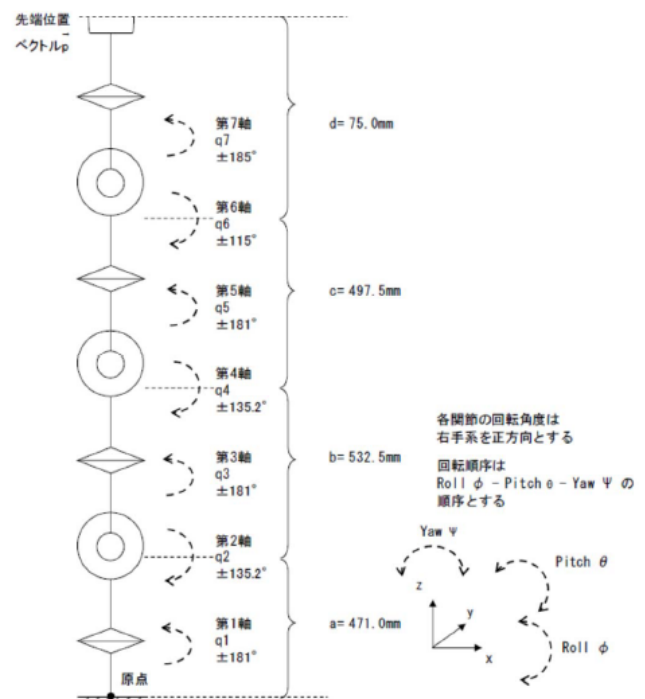 先端位置
ベクトルp
第7軸
q7
±185°
d= 75.0mm
第6軸
q6
±115°
第5軸
q5
±181°
c= 497.5mm
第4軸
q4
±135.2°
第3軸
q3
±181°
b= 532.5mm
第2軸
q2
±135.2°
第1軸
q1
±181°
a= 471.0mm
原点
各関節の回転角度は
右手系を正方向とする
回転順序は
Roll φ - Pitch θ - Yaw Ψ の
順序とする
Yaw Ψ
Pitch θ
z
y
x
Roll φ